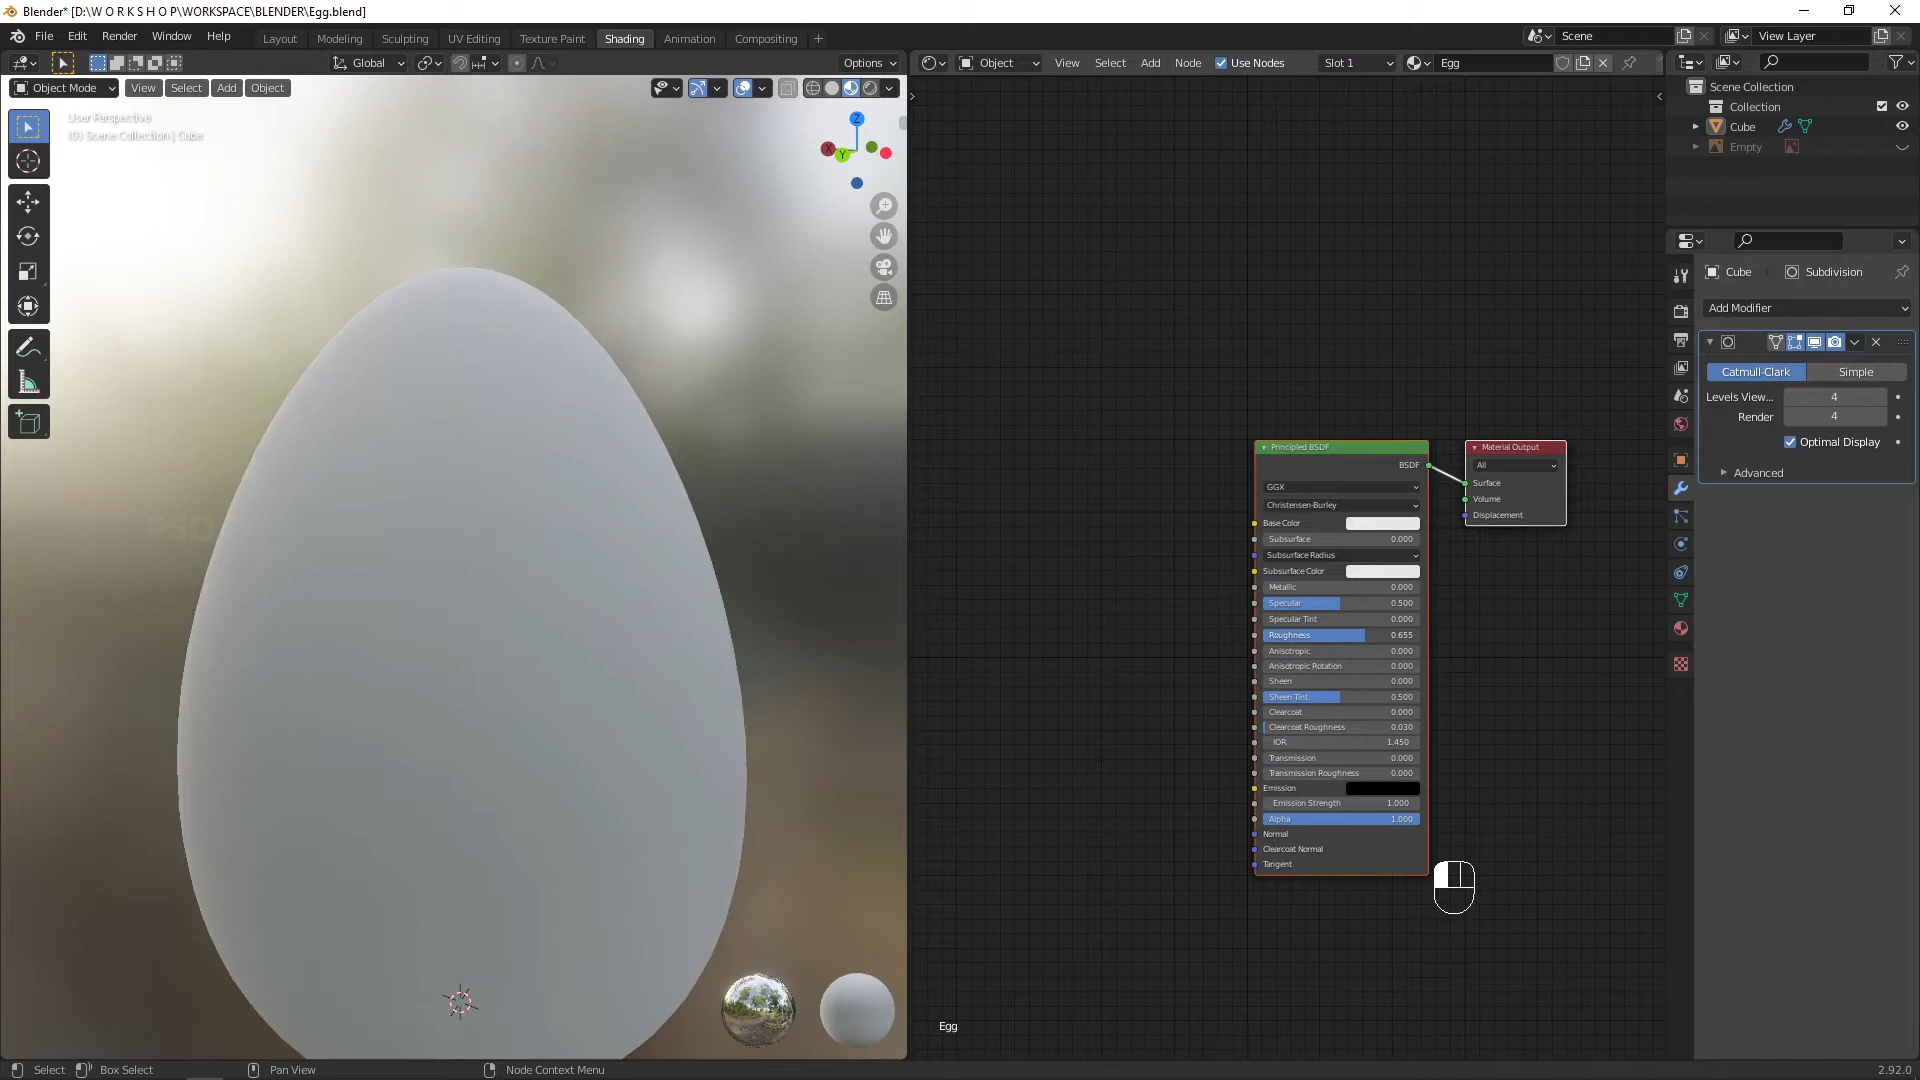 Blender* [D:\W O R K S H O P\WORKSPACE\BLENDER\Egg.blend]
File Edit Render Window Help Layout Modeling Sculpting UV Editing Texture Paint Shading Animation Compositing + Scene View Layer
Global Options Object View Select Add Node Use Nodes Slot 1 Egg
Object Mode View Select Add Object
User Perspective
(0) Scene Collection | Cube
Z
X
Y
Scene Collection
Collection
Cube
Empty
Cube Subdivision
Add Modifier
Catmull-Clark Simple
Levels View... 4
Render 4
Optimal Display
Advanced
Principled BSDF
BSDF
GGX
Christensen-Burley
Base Color
Subsurface 0.000
Subsurface Radius
Subsurface Color
Metallic 0.000
Specular 0.500
Specular Tint 0.000
Roughness 0.655
Anisotropic 0.000
Anisotropic Rotation 0.000
Sheen 0.000
Sheen Tint 0.500
Clearcoat 0.000
Clearcoat Roughness 0.030
IOR 1.450
Transmission 0.000
Transmission Roughness 0.000
Emission
Emission Strength 1.000
Alpha 1.000
Normal
Clearcoat Normal
Tangent
Material Output
All
Surface
Volume
Displacement
Egg
Select Box Select Pan View Node Context Menu 2.92.0